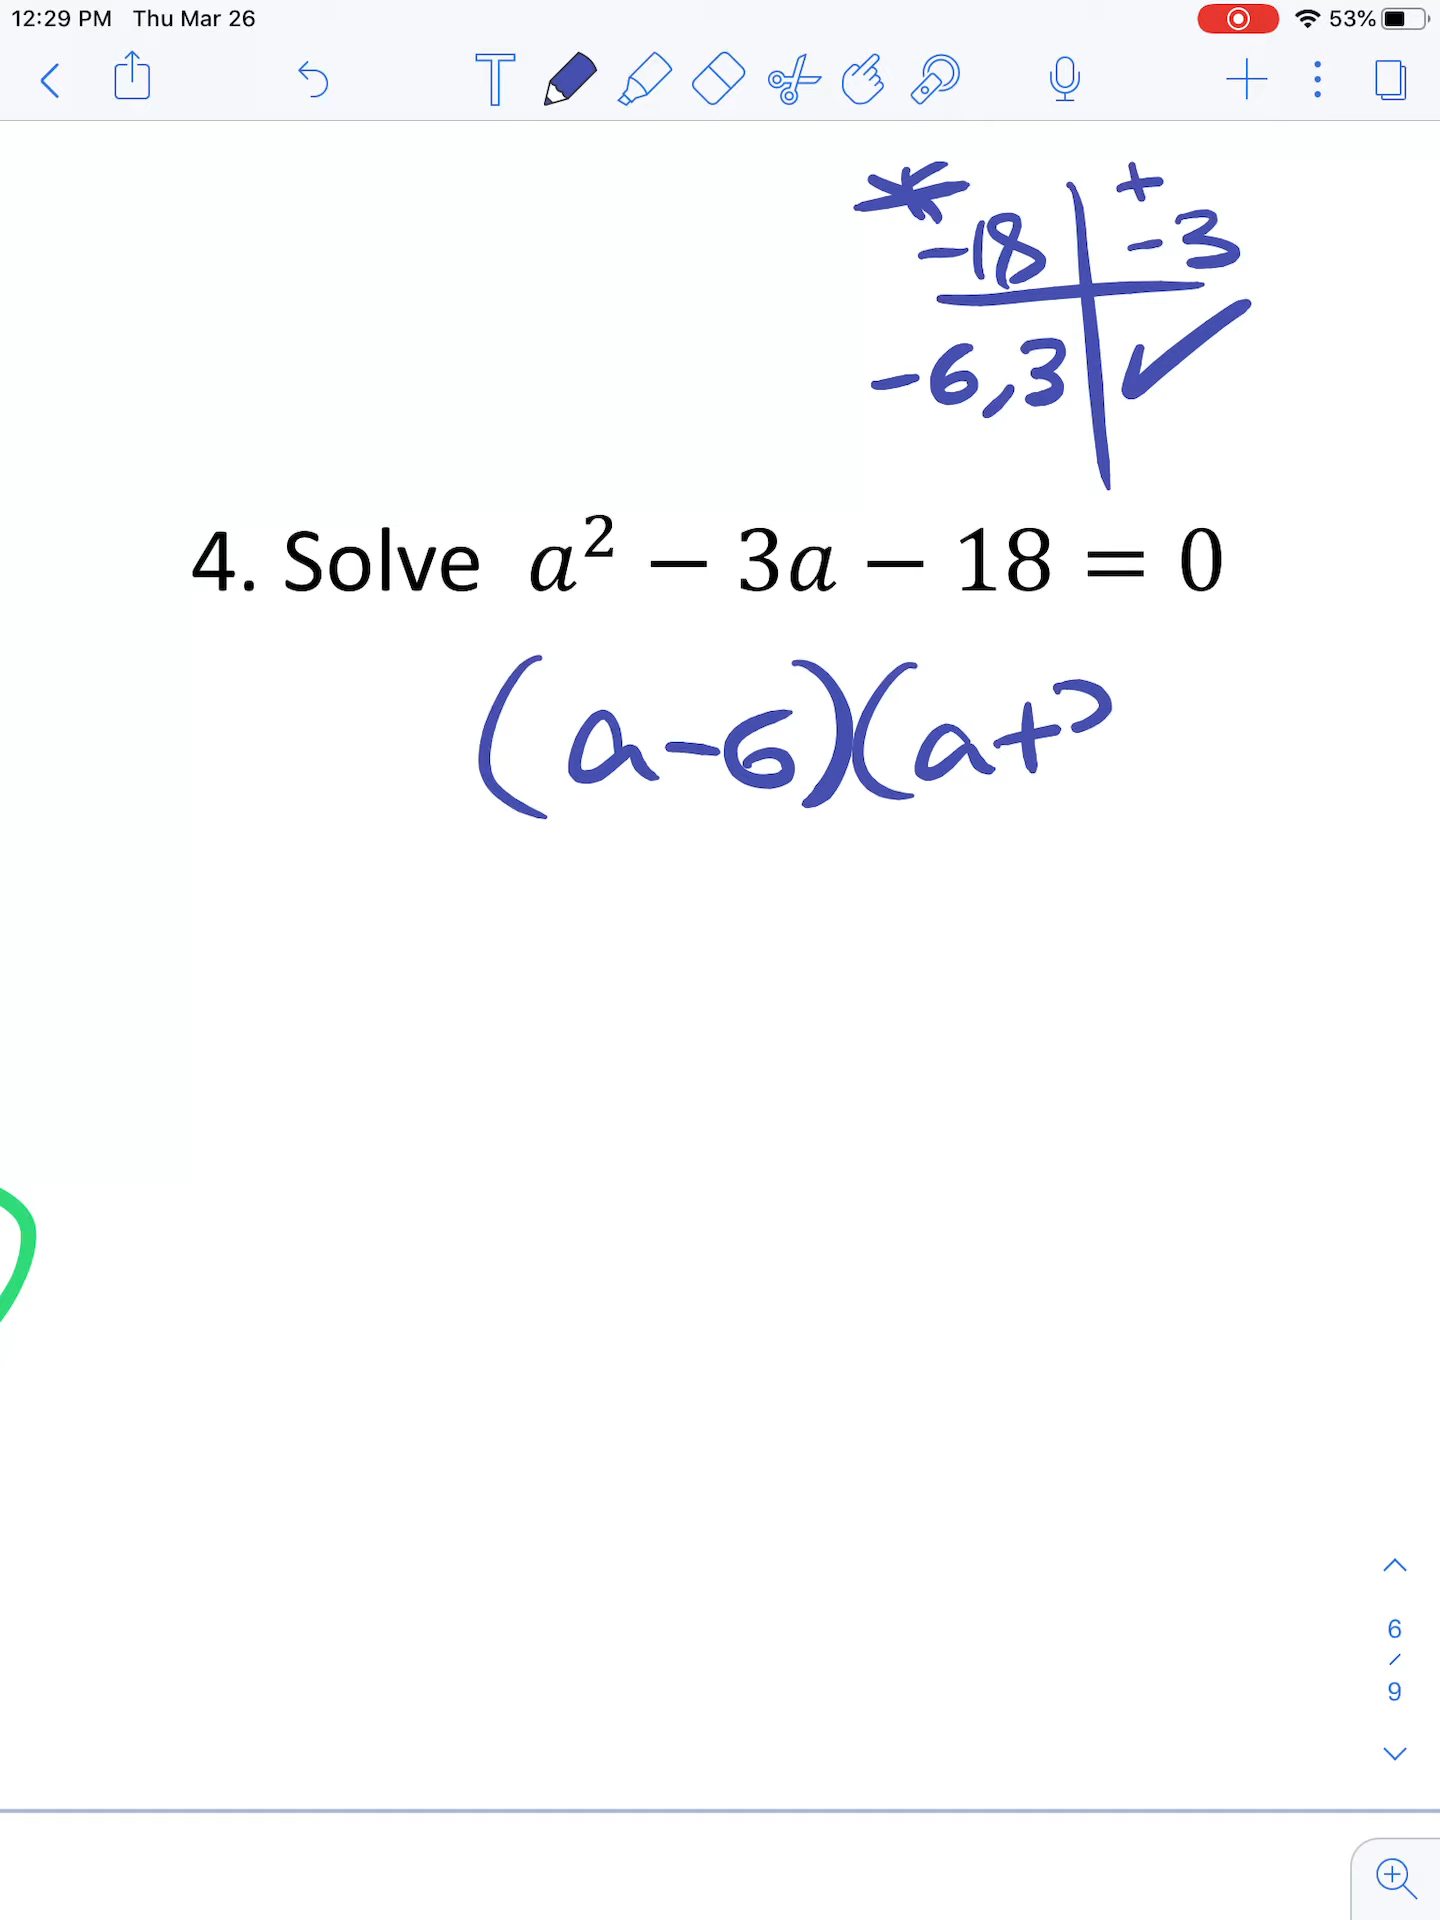 12:29 PM Thu Mar 26 53%
T
* +
-18 -3
-6,3 ✓
4. Solve a² − 3a − 18 = 0
(a-6)(a+
6
/
9